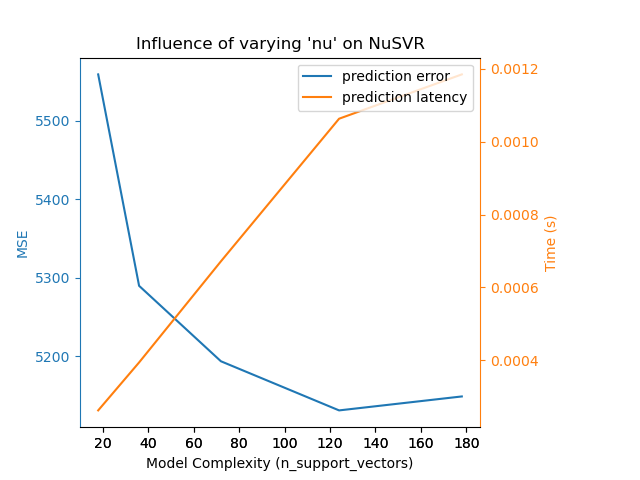 Influence of varying 'nu' on NuSVR
prediction error
prediction latency
MSE
5500
5400
5300
5200
0.0012
0.0010
0.0008
0.0006
0.0004
Time (s)
20 40 60 80 100 120 140 160 180
Model Complexity (n_support_vectors)